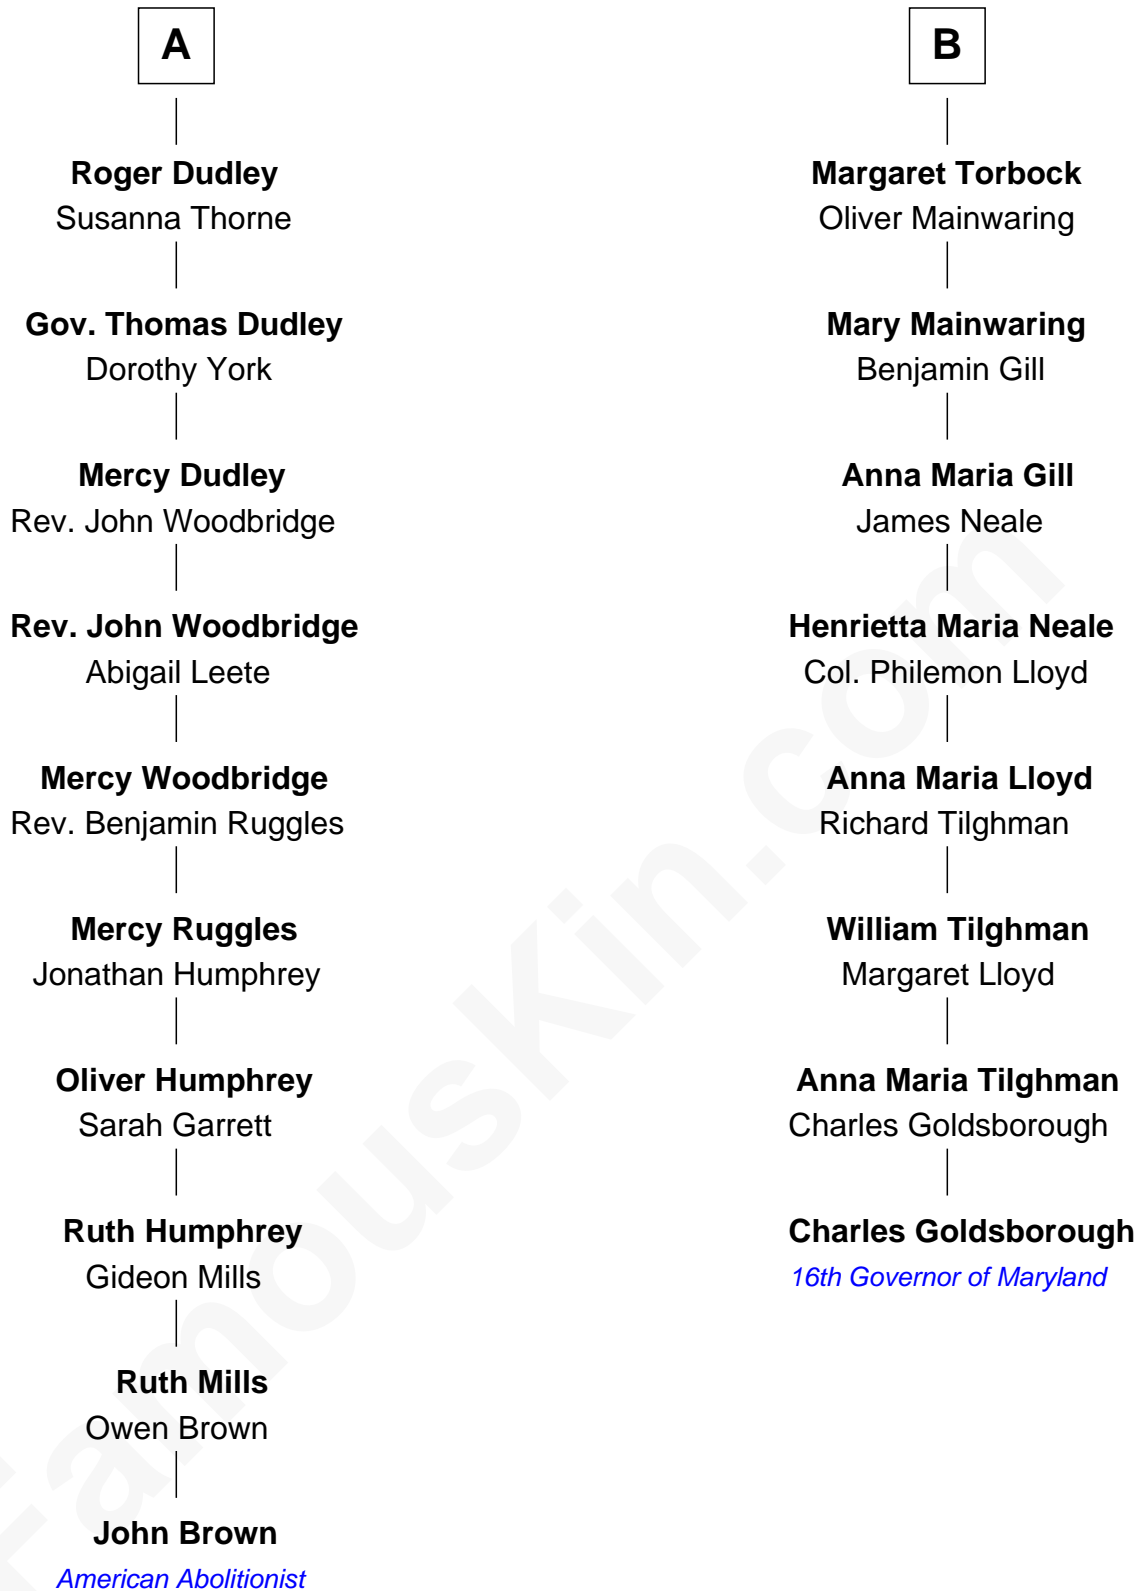 A
Roger Dudley
Susanna Thorne
Gov. Thomas Dudley
Dorothy York
Mercy Dudley
Rev. John Woodbridge
Rev. John Woodbridge
Abigail Leete
Mercy Woodbridge
Rev. Benjamin Ruggles
Mercy Ruggles
Jonathan Humphrey
Oliver Humphrey
Sarah Garrett
Ruth Humphrey
Gideon Mills
Ruth Mills
Owen Brown
John Brown
American Abolitionist
B
Margaret Torbock
Oliver Mainwaring
Mary Mainwaring
Benjamin Gill
Anna Maria Gill
James Neale
Henrietta Maria Neale
Col. Philemon Lloyd
Anna Maria Lloyd
Richard Tilghman
William Tilghman
Margaret Lloyd
Anna Maria Tilghman
Charles Goldsborough
Charles Goldsborough
16th Governor of Maryland
FamousKin.com